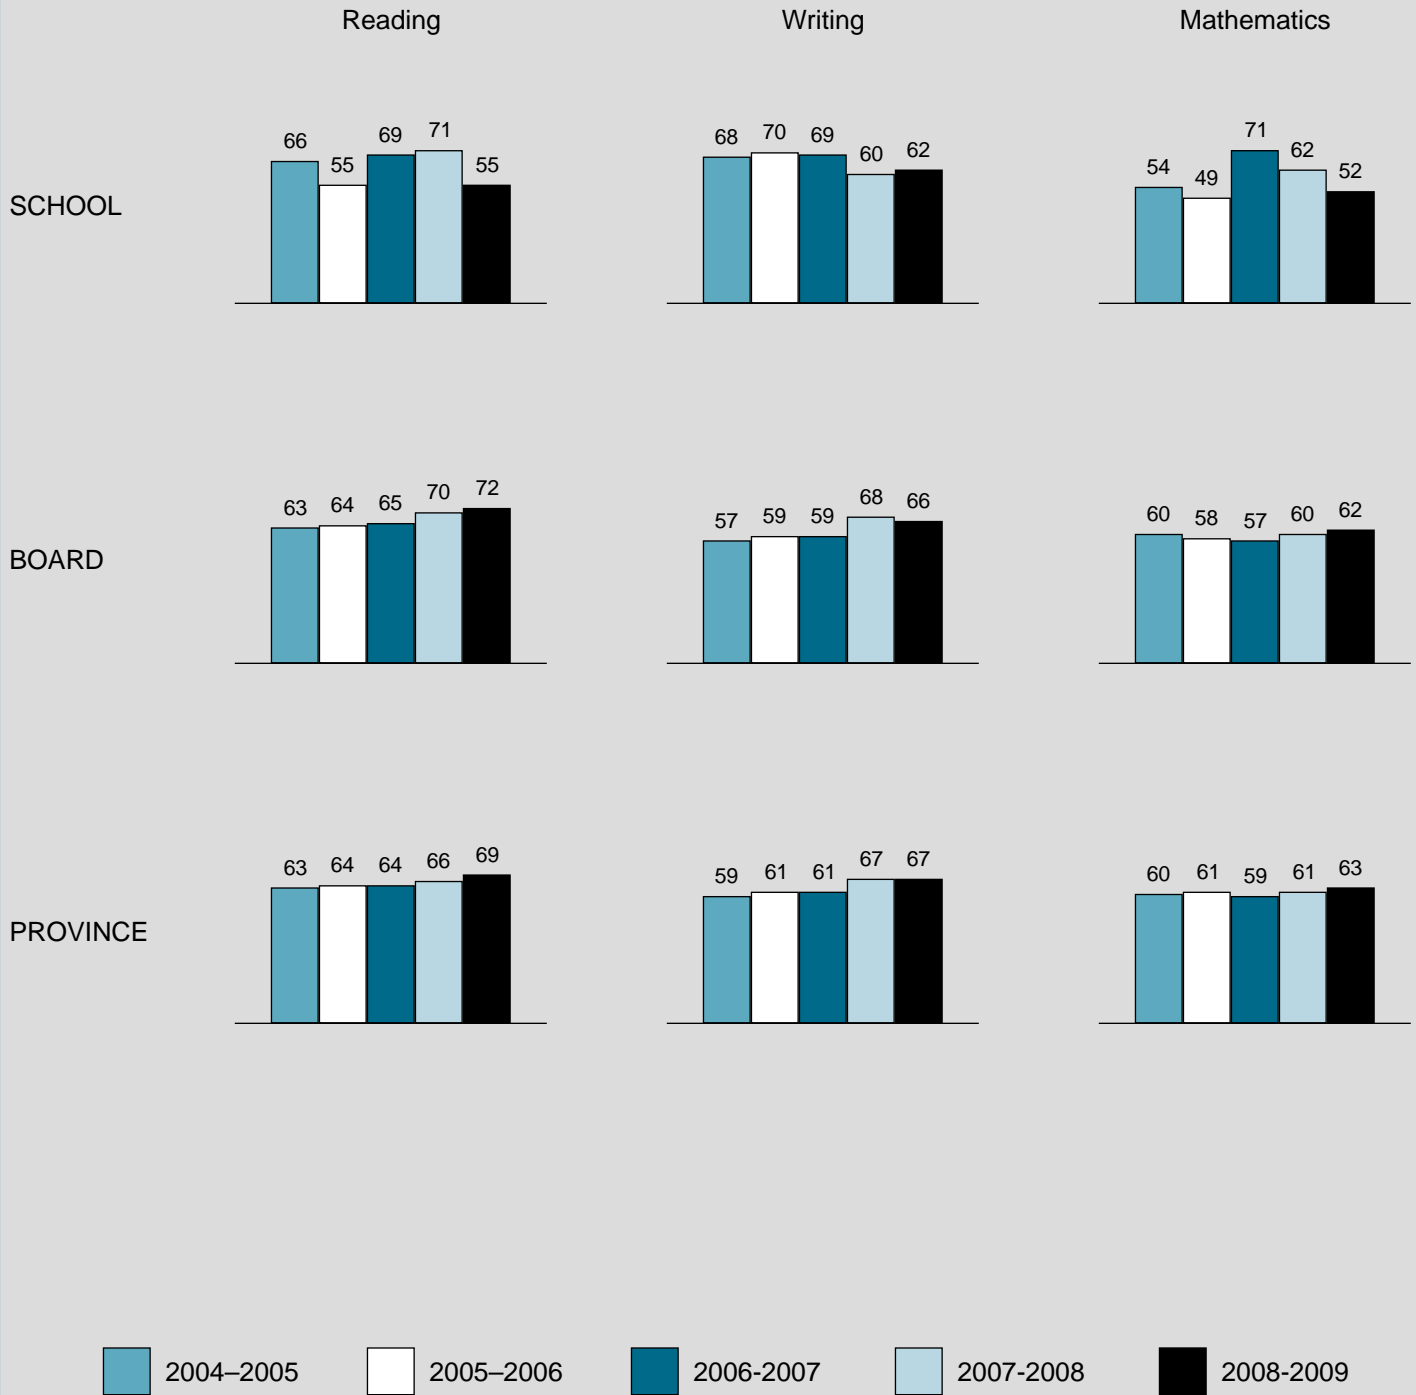 Reading Writing Mathematics
SCHOOL
66 55 69 71 55
68 70 69 60 62
54 49 71 62 52
BOARD
63 64 65 70 72
57 59 59 68 66
60 58 57 60 62
PROVINCE
63 64 64 66 69
59 61 61 67 67
60 61 59 61 63
2004–2005 2005–2006 2006-2007 2007-2008 2008-2009